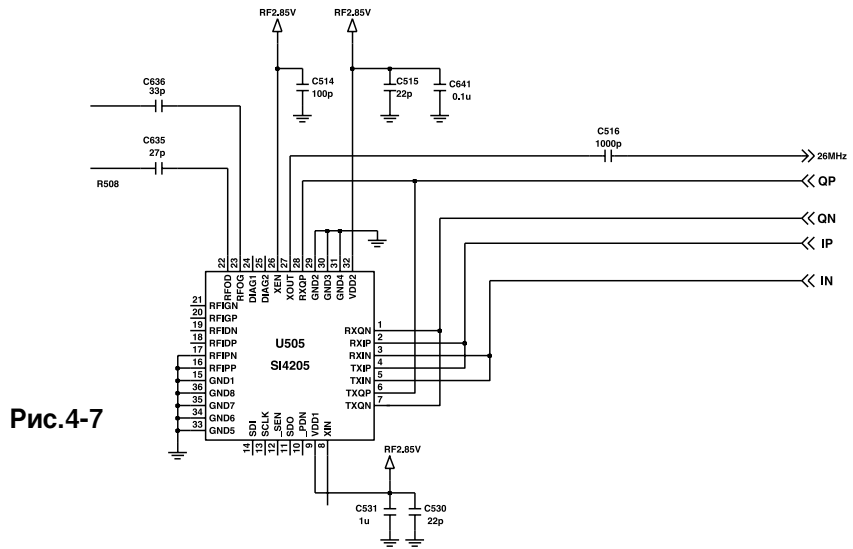 RF2.85V
RF2.85V
C636
33p
C514
100p
C515
22p
C641
0.1u
C635
27p
C516
1000p
26MHz
R508
QP
QN
IP
IN
22
23
24
25
26
27
28
29
30
31
32
RFOD
RFOG
DIAG1
DIAG2
XEN
XOUT
RXQP
GND2
GND3
GND4
VDD2
21
RFIGN
20
RFIGP
19
RFIDN
18
RFIDP
17
RFIPN
16
RFIPP
15
GND1
36
GND8
35
GND7
34
GND6
33
GND5
U505
SI4205
RXQN
1
RXIP
2
RXIN
3
TXIP
4
TXIN
5
TXQP
6
TXQN
7
SDI
SCLK
_SEN
SDO
_PDN
VDD1
XIN
14
13
12
11
10
9
8
Рис.4-7
RF2.85V
C531
1u
C530
22p